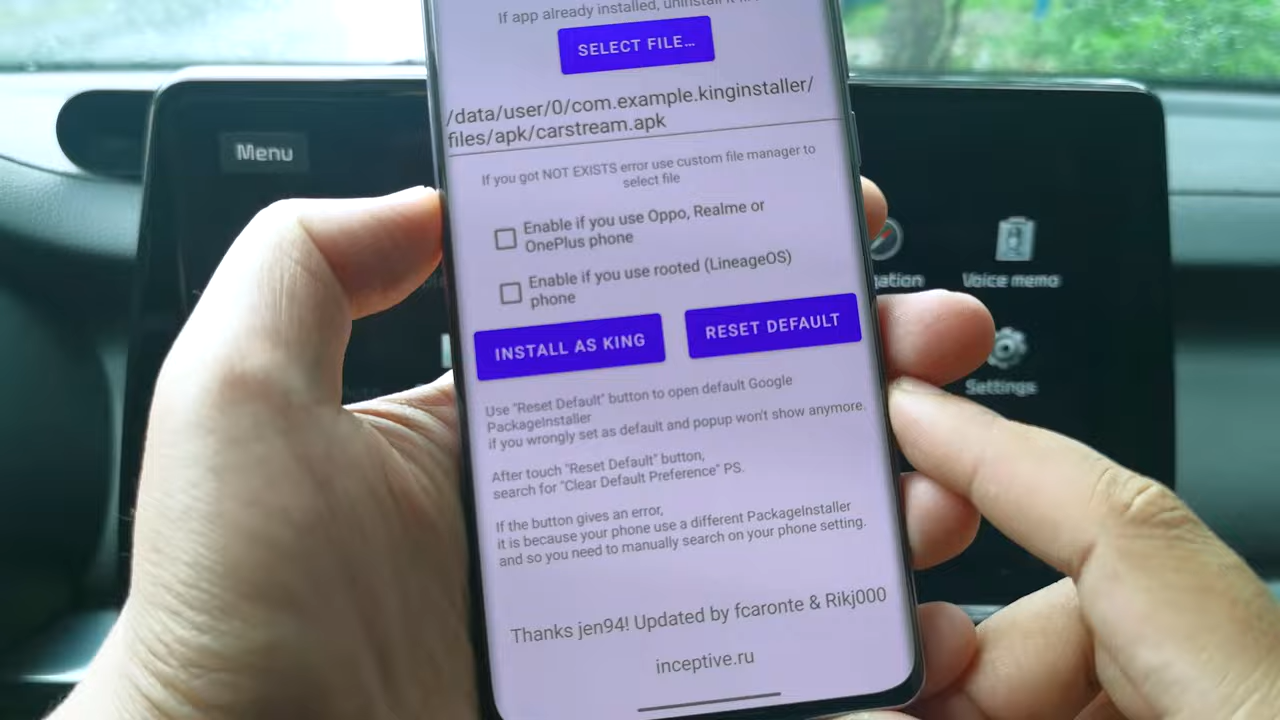 If app already installed, uninstall it
SELECT FILE...
/data/user/0/com.example.kinginstaller/
files/apk/carstream.apk
If you got NOT EXISTS error use custom file manager to
select file
Enable if you use Oppo, Realme or
OnePlus phone
Enable if you use rooted (LineageOS)
phone
INSTALL AS KING
RESET DEFAULT
Use "Reset Default" button to open default Google
PackageInstaller
if you wrongly set as default and popup won't show anymore.
After touch "Reset Default" button,
search for "Clear Default Preference" PS.
If the button gives an error,
it is because your phone use a different PackageInstaller
and so you need to manually search on your phone setting.
Thanks jen94! Updated by fcaronte & Rikj000
inceptive.ru
Menu
Voice memo
Settings